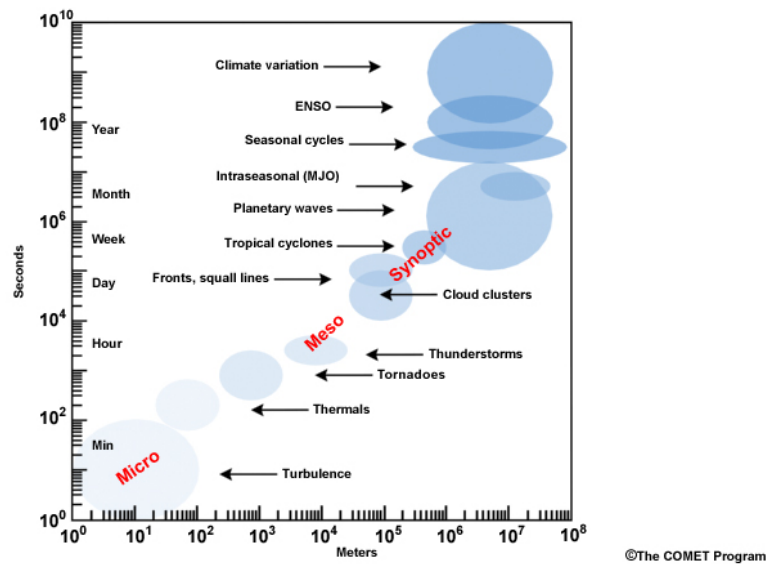 10^10
Climate variation
ENSO
10^8
Year
Seasonal cycles
Intraseasonal (MJO)
Month
Planetary waves
10^6
Week
Tropical cyclones
Synoptic
Seconds
Day
Fronts, squall lines
Cloud clusters
10^4
Meso
Hour
Thunderstorms
Tornadoes
Thermals
10^2
Min
Micro
Turbulence
10^0
10^0 10^1 10^2 10^3 10^4 10^5 10^6 10^7 10^8
Meters
©The COMET Program